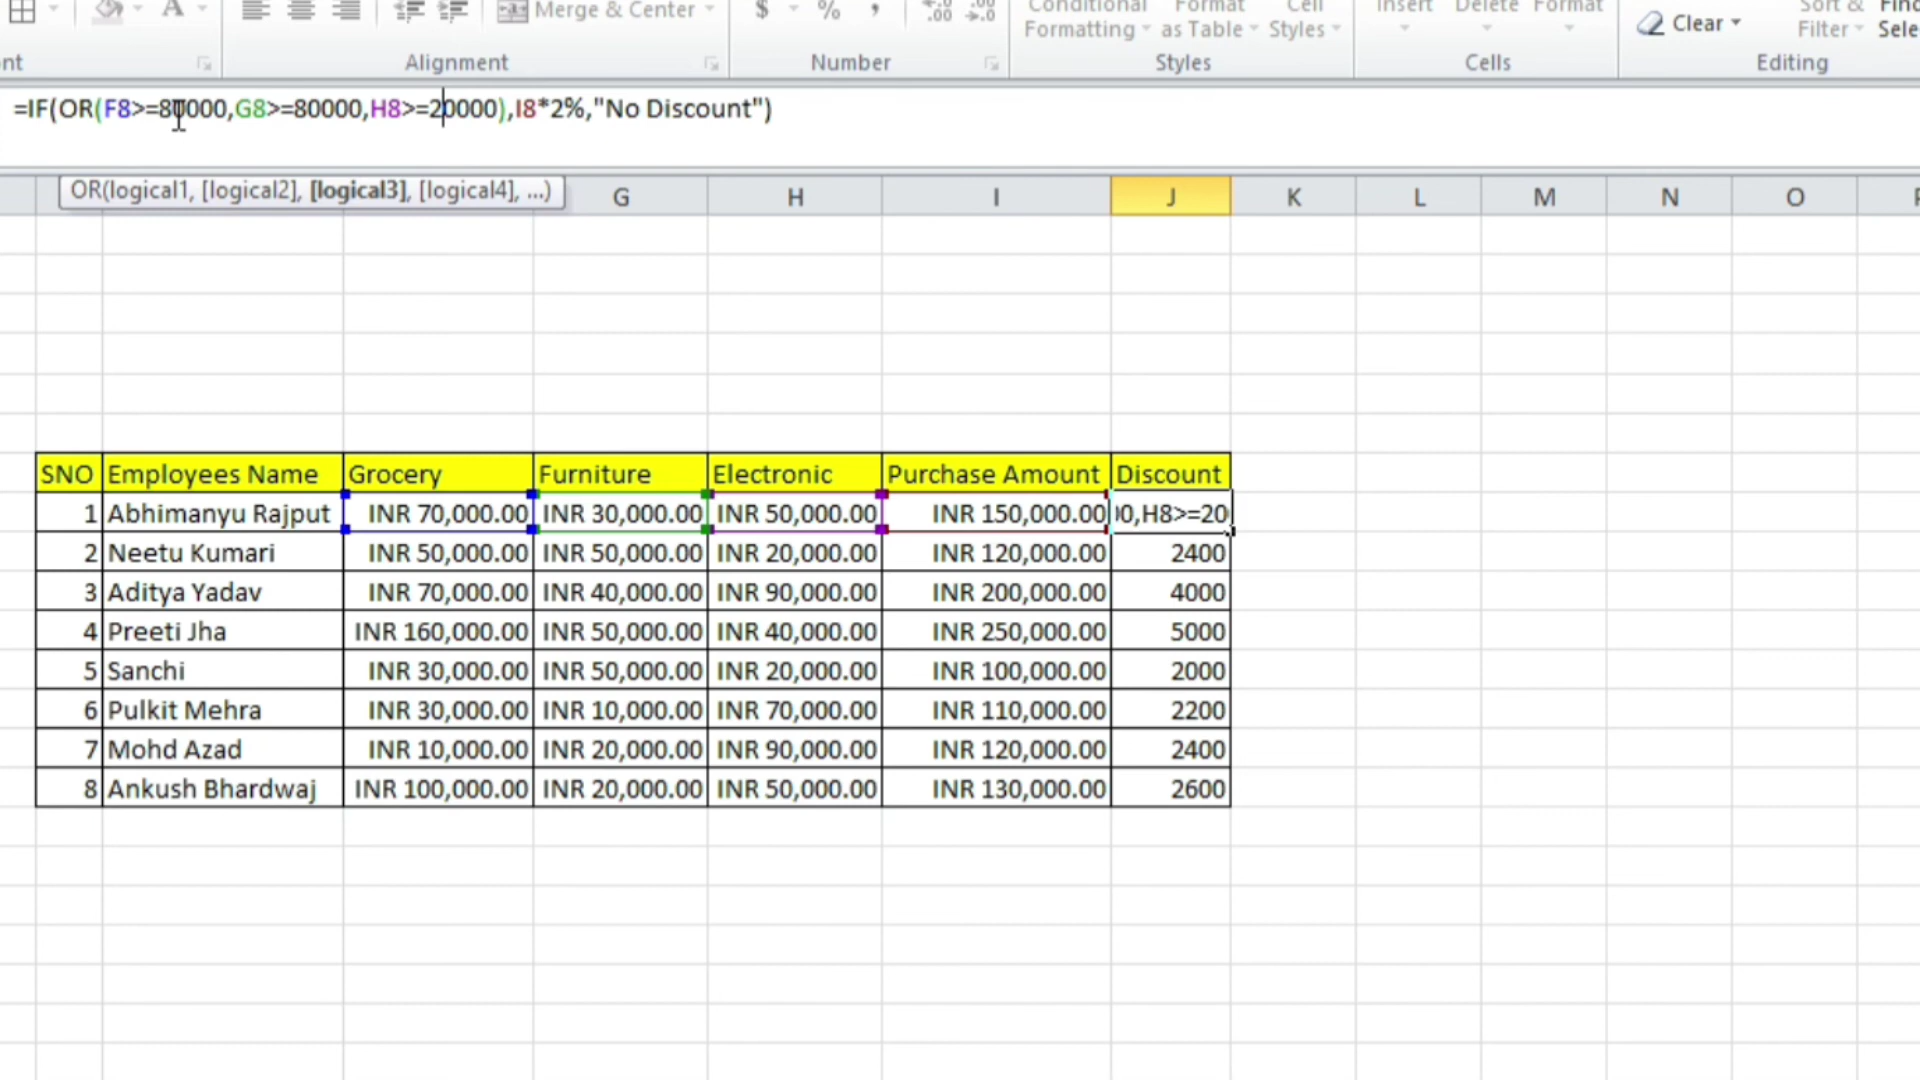 Merge & Center $ % , Conditional Format Cell Insert Delete Format Sort &
Formatting as Table Styles Clear Filter
Alignment Number Styles Cells Editing
=IF(OR(F8>=80000,G8>=80000,H8>=20000),I8*2%,"No Discount")
OR(logical1, [logical2], [logical3], [logical4], ...)
G H I J K L M N O
SNO Employees Name Grocery Furniture Electronic Purchase Amount Discount
1 Abhimanyu Rajput INR 70,000.00 INR 30,000.00 INR 50,000.00 INR 150,000.00 00,H8>=20
2 Neetu Kumari INR 50,000.00 INR 50,000.00 INR 20,000.00 INR 120,000.00 2400
3 Aditya Yadav INR 70,000.00 INR 40,000.00 INR 90,000.00 INR 200,000.00 4000
4 Preeti Jha INR 160,000.00 INR 50,000.00 INR 40,000.00 INR 250,000.00 5000
5 Sanchi INR 30,000.00 INR 50,000.00 INR 20,000.00 INR 100,000.00 2000
6 Pulkit Mehra INR 30,000.00 INR 10,000.00 INR 70,000.00 INR 110,000.00 2200
7 Mohd Azad INR 10,000.00 INR 20,000.00 INR 90,000.00 INR 120,000.00 2400
8 Ankush Bhardwaj INR 100,000.00 INR 20,000.00 INR 50,000.00 INR 130,000.00 2600